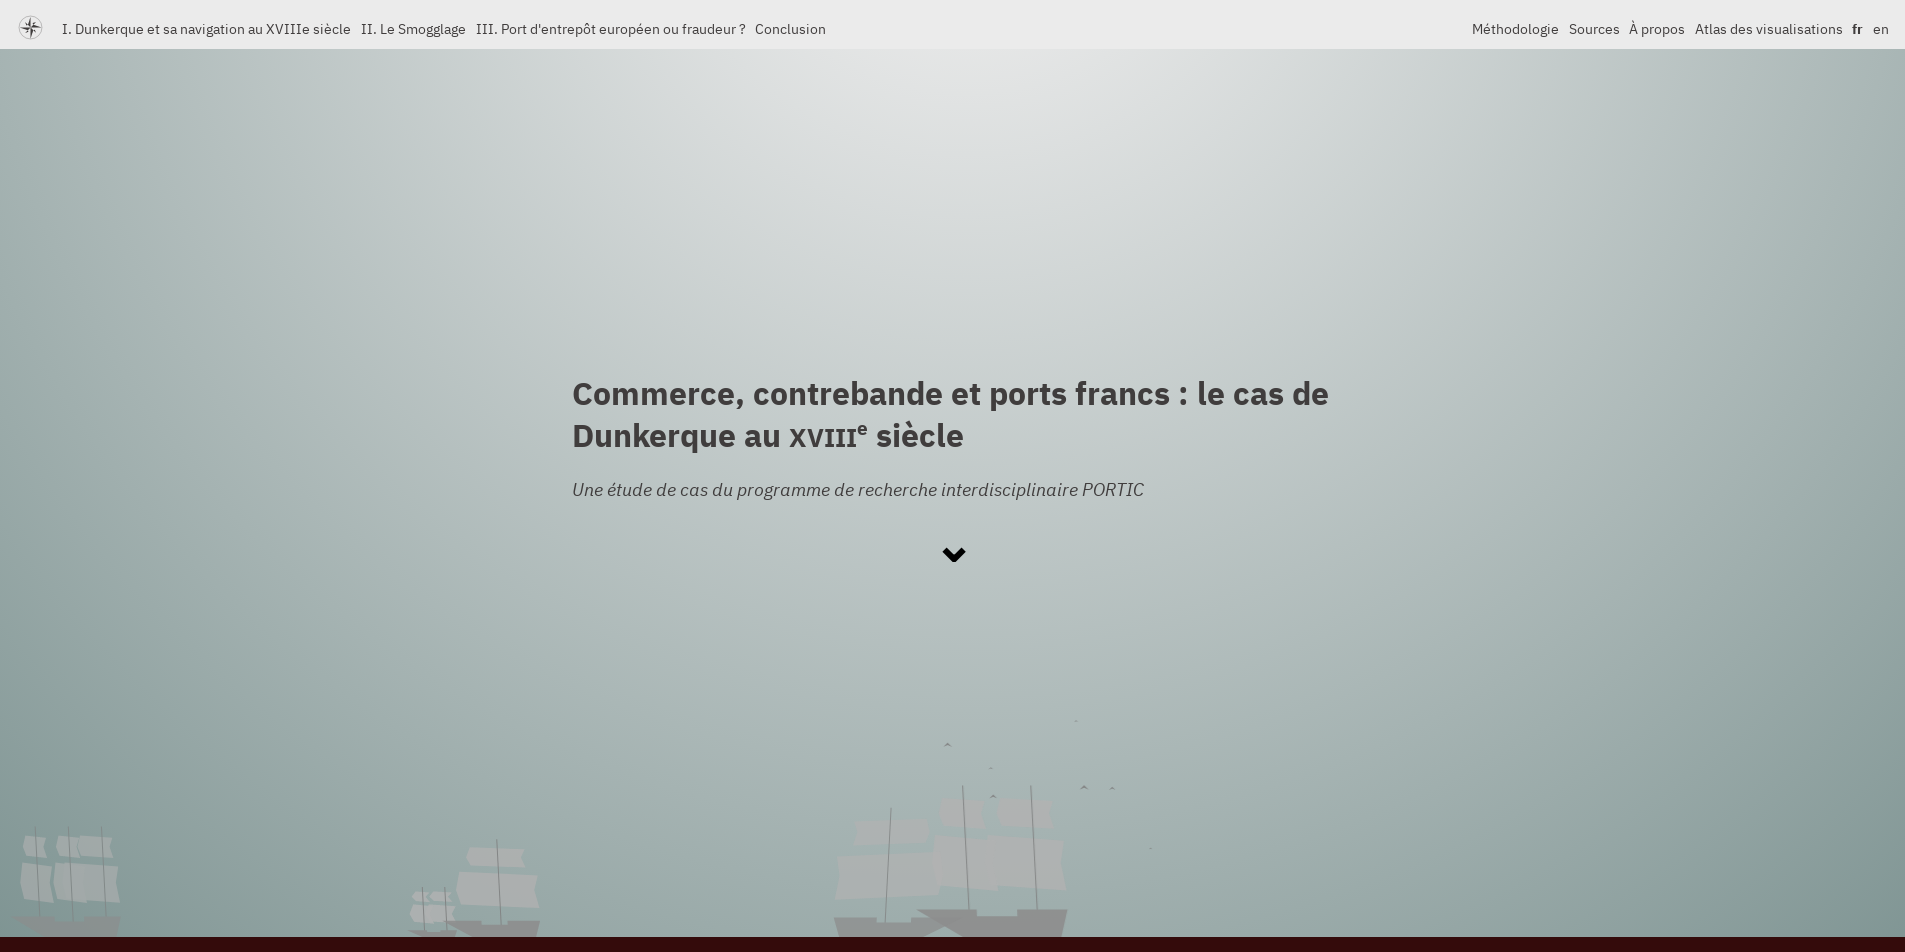 I. Dunkerque et sa navigation au XVIIIe siècle II. Le Smogglage III. Port d'entrepôt européen ou fraudeur ? Conclusion Méthodologie Sources À propos Atlas des visualisations fr en
Commerce, contrebande et ports francs : le cas de
Dunkerque au XVIIIe siècle
Une étude de cas du programme de recherche interdisciplinaire PORTIC